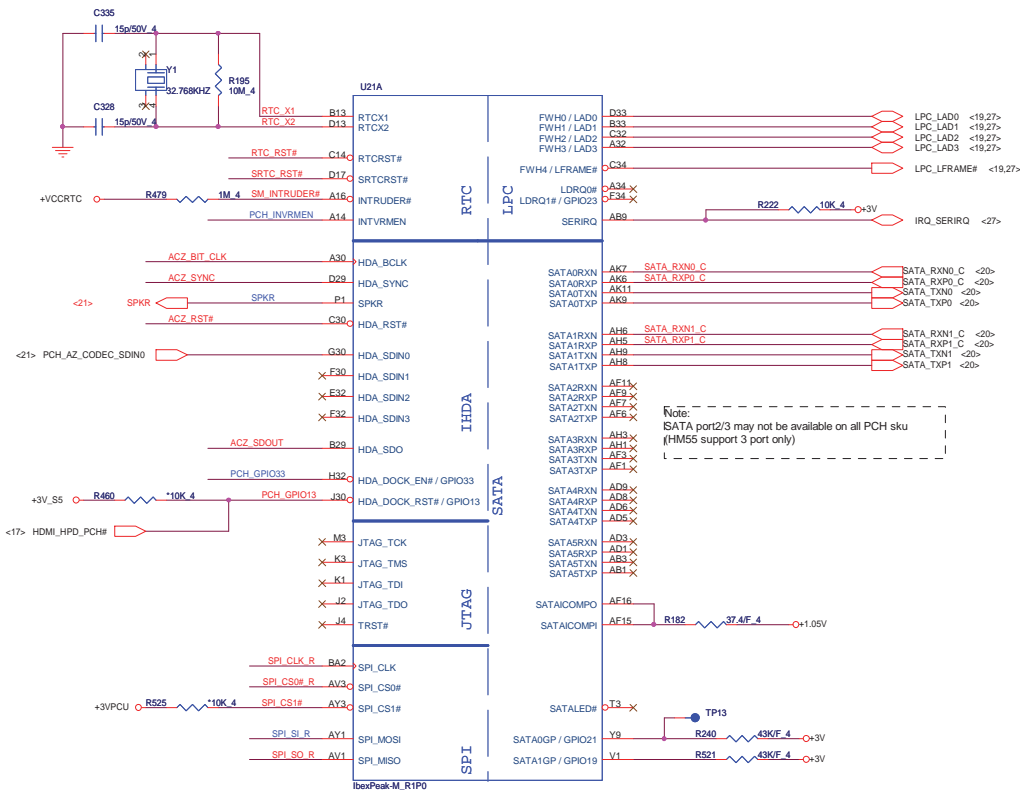 C335
15p/50V_4
2 1
Y1
32.768KHZ
3 4
R195
10M_4
C328
15p/50V_4
U21A
RTC_X1 B13 RTCX1
RTC_X2 D13 RTCX2
RTC_RST# C14 RTCRST#
SRTC_RST# D17 SRTCRST#
+VCCRTC R479 1M_4 SM_INTRUDER# A16 INTRUDER#
PCH_INVRMEN A14 INTVRMEN
RTC
LPC
FWH0 / LAD0 D33 LPC_LAD0 <19,27>
FWH1 / LAD1 B33 LPC_LAD1 <19,27>
FWH2 / LAD2 C32 LPC_LAD2 <19,27>
FWH3 / LAD3 A32 LPC_LAD3 <19,27>
FWH4 / LFRAME# C34 LPC_LFRAME# <19,27>
LDRQ0# A34
LDRQ1# / GPIO23 F34
SERIRQ AB9 R222 10K_4 +3V IRQ_SERIRQ <27>
ACZ_BIT_CLK A30 HDA_BCLK
ACZ_SYNC D29 HDA_SYNC
<21> SPKR SPKR P1 SPKR
ACZ_RST# C30 HDA_RST#
<21> PCH_AZ_CODEC_SDIN0 G30 HDA_SDIN0
F30 HDA_SDIN1
E32 HDA_SDIN2
F32 HDA_SDIN3
ACZ_SDOUT B29 HDA_SDO
PCH_GPIO33 H32 HDA_DOCK_EN# / GPIO33
+3V_S5 R460 *10K_4 PCH_GPIO13 J30 HDA_DOCK_RST# / GPIO13
<17> HDMI_HPD_PCH#
IHDA
SATA
SATA0RXN AK7 SATA_RXN0_C SATA_RXN0_C <20>
SATA0RXP AK6 SATA_RXP0_C SATA_RXP0_C <20>
SATA0TXN AK11 SATA_TXN0 <20>
SATA0TXP AK9 SATA_TXP0 <20>
SATA1RXN AH6 SATA_RXN1_C SATA_RXN1_C <20>
SATA1RXP AH5 SATA_RXP1_C SATA_RXP1_C <20>
SATA1TXN AH9 SATA_TXN1 <20>
SATA1TXP AH8 SATA_TXP1 <20>
SATA2RXN AF11
SATA2RXP AF9
SATA2TXN AF7
SATA2TXP AF6
SATA3RXN AH3
SATA3RXP AH1
SATA3TXN AF3
SATA3TXP AF1
SATA4RXN AD9
SATA4RXP AD8
SATA4TXN AD6
SATA4TXP AD5
SATA5RXN AD3
SATA5RXP AD1
SATA5TXN AB3
SATA5TXP AB1
Note:
SATA port2/3 may not be available on all PCH sku
(HM55 support 3 port only)
M3 JTAG_TCK
K3 JTAG_TMS
K1 JTAG_TDI
J2 JTAG_TDO
J4 TRST#
JTAG
SATAICOMPO AF16
SATAICOMPI AF15 R182 37.4/F_4 +1.05V
SPI_CLK_R BA2 SPI_CLK
SPI_CS0#_R AV3 SPI_CS0#
+3VPCU R525 *10K_4 SPI_CS1# AY3 SPI_CS1#
SPI_SI_R AY1 SPI_MOSI
SPI_SO_R AV1 SPI_MISO
SPI
SATALED# T3
TP13
SATA0GP / GPIO21 Y9 R240 43K/F_4 +3V
SATA1GP / GPIO19 V1 R521 43K/F_4 +3V
IbexPeak-M_R1P0